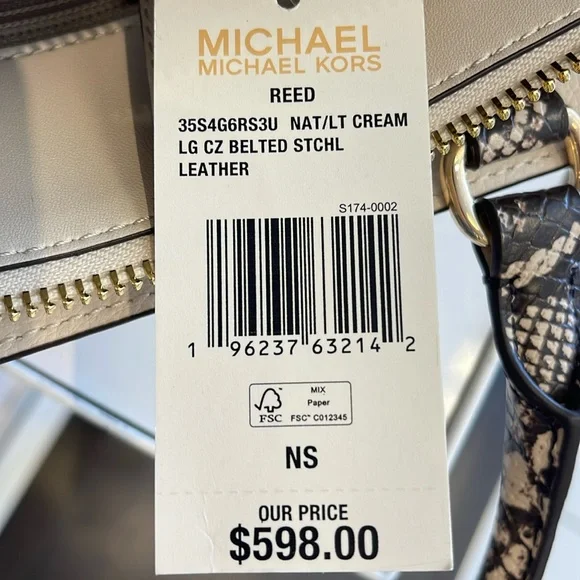 MICHAEL
MICHAEL KORS
REED
35S4G6RS3U NAT/LT CREAM
LG CZ BELTED STCHL
LEATHER
S174-0002
1 96237 63214 2
FSC
MIX
Paper
FSC™ C012345
NS
OUR PRICE
$598.00